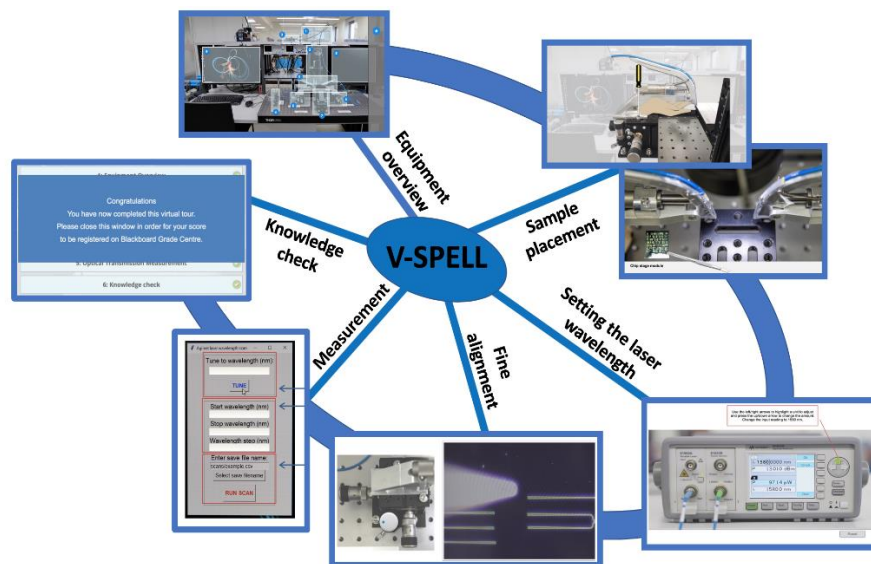 V-SPELL
Equipment
overview
Sample
placement
Chip stage module
Setting the laser
wavelength
Fine
alignment
Measurement
Tune to wavelength (nm):
TUNE
Start wavelength (nm)
Stop wavelength (nm)
Wavelength step (nm)
Enter save file name
Select save filename
RUN SCAN
Knowledge
check
Congratulations
You have now completed this virtual tour.
Please close this window in order for your score
to be registered on Blackboard Grade Centre.
5: Optical Transmission Measurement
6: Knowledge check